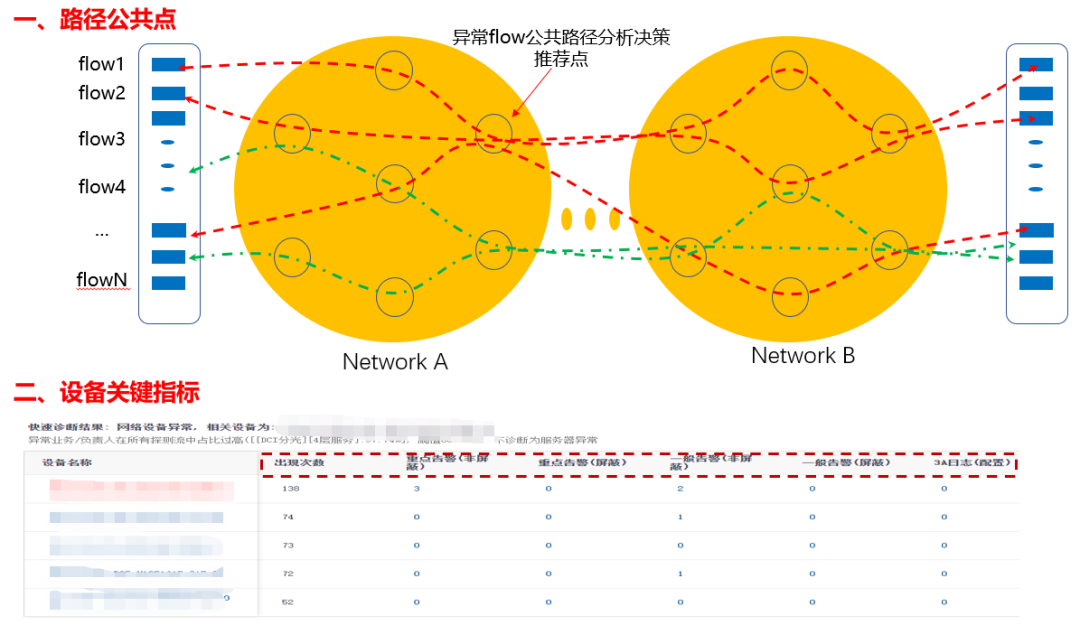 一、路径公共点
异常flow公共路径分析决策
推荐点
flow1
flow2
flow3
flow4
...
flowN
Network A
Network B
二、设备关键指标
快速诊断结果: 网络设备异常, 相关设备为:
异常业务/负责人在所有探测流中占比过高([[DCI分光][4层服务]
不诊断为服务器异常
设备名称 出现次数 重点告警(非屏蔽) 重点告警(屏蔽) 一般告警(非屏蔽) 一般告警(屏蔽) 3A日志(配置)
138 3 0 2 0 0
74 0 0 1 0 0
73 0 0 0 0 0
72 0 0 1 0 0
52 0 0 0 0 0